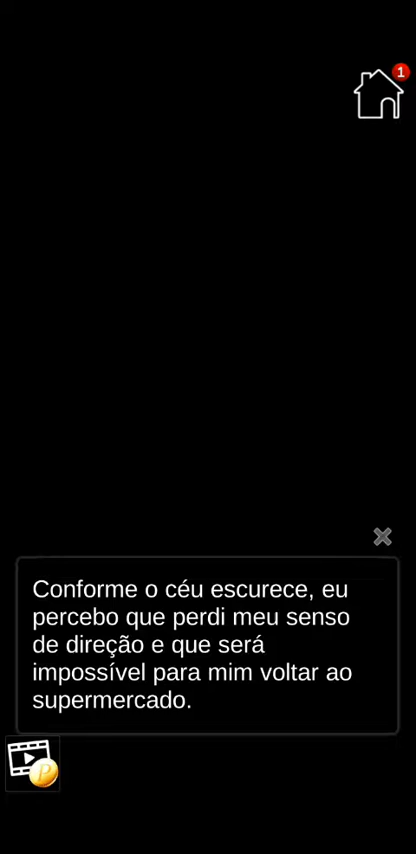 1
Conforme o céu escurece, eu
percebo que perdi meu senso
de direção e que será
impossível para mim voltar ao
supermercado.
P